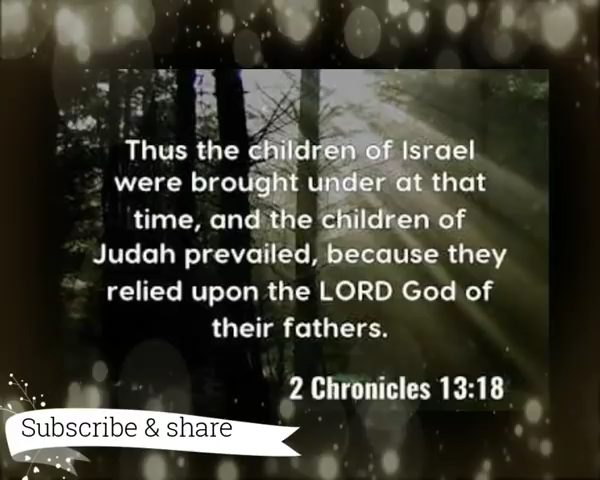 Thus the children of Israel
were brought under at that
time, and the children of
Judah prevailed, because they
relied upon the LORD God of
their fathers.
2 Chronicles 13:18
Subscribe & share